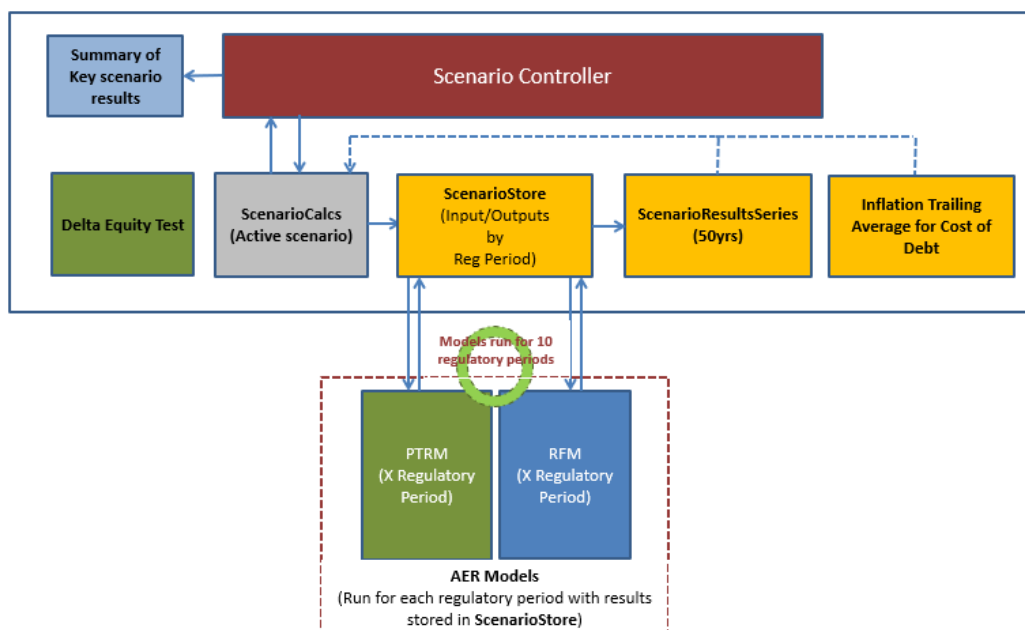 Summary of
Key scenario
results
Scenario Controller
Delta Equity Test
ScenarioCalcs
(Active scenario)
ScenarioStore
(Input/Outputs
by
Reg Period)
ScenarioResultsSeries
(50yrs)
Inflation Trailing
Average for Cost of
Debt
Models run for 10
regulatory periods
PTRM
(X Regulatory
Period)
RFM
(X Regulatory
Period)
AER Models
(Run for each regulatory period with results
stored in ScenarioStore)